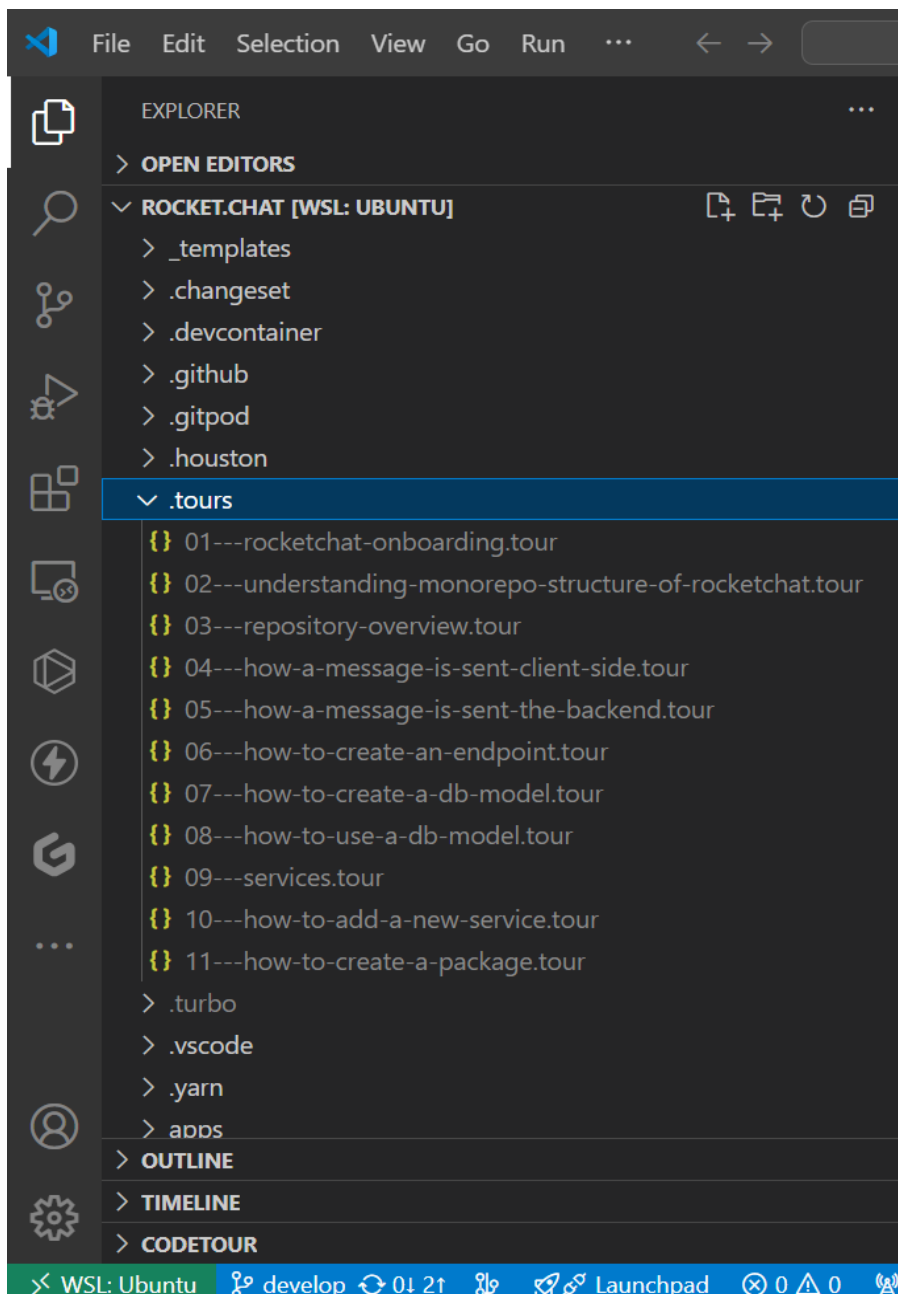 File Edit Selection View Go Run ...
EXPLORER
OPEN EDITORS
ROCKET.CHAT [WSL: UBUNTU]
_templates
.changeset
.devcontainer
.github
.gitpod
.houston
.tours
{} 01---rocketchat-onboarding.tour
{} 02---understanding-monorepo-structure-of-rocketchat.tour
{} 03---repository-overview.tour
{} 04---how-a-message-is-sent-client-side.tour
{} 05---how-a-message-is-sent-the-backend.tour
{} 06---how-to-create-an-endpoint.tour
{} 07---how-to-create-a-db-model.tour
{} 08---how-to-use-a-db-model.tour
{} 09---services.tour
{} 10---how-to-add-a-new-service.tour
{} 11---how-to-create-a-package.tour
.turbo
.vscode
.yarn
apps
OUTLINE
TIMELINE
CODETOUR
WSL: Ubuntu develop 0↓ 2↑ Launchpad 0 0